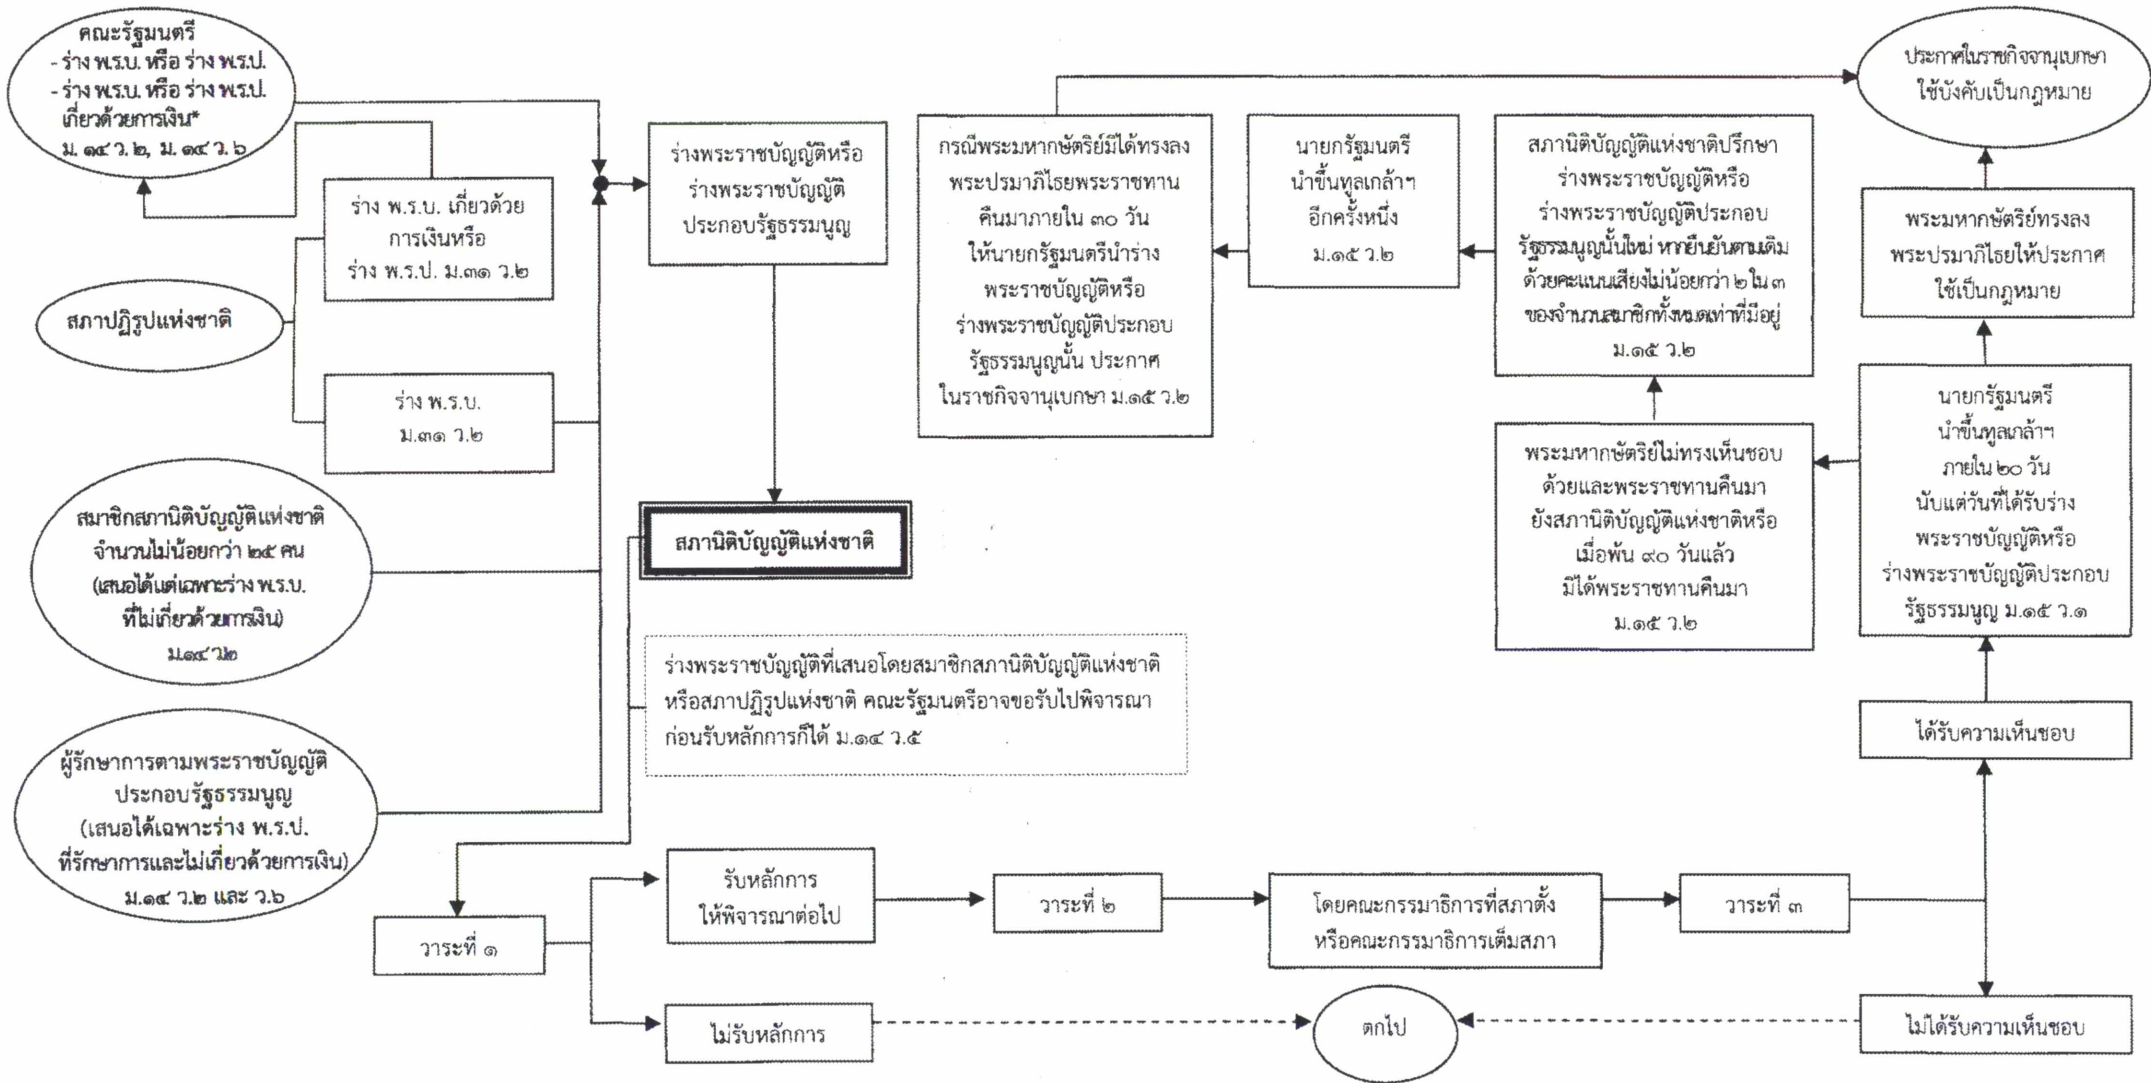 คณะรัฐมนตรี
- ร่าง พ.ร.บ. หรือ ร่าง พ.ร.ป.
- ร่าง พ.ร.บ. หรือ ร่าง พ.ร.ป.
เกี่ยวด้วยการเงิน*
ม. ๑๔ ว. ๒, ม. ๑๔ ว. ๖
ร่าง พ.ร.บ. เกี่ยวด้วย
การเงินหรือ
ร่าง พ.ร.ป. ม.๓๑ ว.๒
สภาปฏิรูปแห่งชาติ
ร่าง พ.ร.บ.
ม.๓๑ ว.๒
สมาชิกสภานิติบัญญัติแห่งชาติ
จำนวนไม่น้อยกว่า ๒๕ คน
(เสนอได้แต่เฉพาะร่าง พ.ร.บ.
ที่ไม่เกี่ยวด้วยการเงิน)
ม.๑๔ ว.๒
ผู้รักษาการตามพระราชบัญญัติ
ประกอบรัฐธรรมนูญ
(เสนอได้เฉพาะร่าง พ.ร.ป.
ที่รักษาการและไม่เกี่ยวด้วยการเงิน)
ม.๑๔ ว.๒ และ ว.๖
ร่างพระราชบัญญัติหรือ
ร่างพระราชบัญญัติ
ประกอบรัฐธรรมนูญ
สภานิติบัญญัติแห่งชาติ
ร่างพระราชบัญญัติที่เสนอโดยสมาชิกสภานิติบัญญัติแห่งชาติ
หรือสภาปฏิรูปแห่งชาติ คณะรัฐมนตรีอาจขอรับไปพิจารณา
ก่อนรับหลักการก็ได้ ม.๑๔ ว.๕
วาระที่ ๑
รับหลักการ
ให้พิจารณาต่อไป
ไม่รับหลักการ
วาระที่ ๒
โดยคณะกรรมาธิการที่สภาตั้ง
หรือคณะกรรมาธิการเต็มสภา
วาระที่ ๓
ตกไป
ไม่ได้รับความเห็นชอบ
ได้รับความเห็นชอบ
นายกรัฐมนตรี
นำขึ้นทูลเกล้าฯ
ภายใน ๒๐ วัน
นับแต่วันที่ได้รับร่าง
พระราชบัญญัติหรือ
ร่างพระราชบัญญัติประกอบ
รัฐธรรมนูญ ม.๑๕ ว.๑
พระมหากษัตริย์ทรงลง
พระปรมาภิไธยให้ประกาศ
ใช้เป็นกฎหมาย
ประกาศในราชกิจจานุเบกษา
ใช้บังคับเป็นกฎหมาย
พระมหากษัตริย์ไม่ทรงเห็นชอบ
ด้วยและพระราชทานคืนมา
ยังสภานิติบัญญัติแห่งชาติหรือ
เมื่อพ้น ๙๐ วันแล้ว
มิได้พระราชทานคืนมา
ม.๑๕ ว.๒
สภานิติบัญญัติแห่งชาติปรึกษา
ร่างพระราชบัญญัติหรือ
ร่างพระราชบัญญัติประกอบ
รัฐธรรมนูญนั้นใหม่ หากยืนยันตามเดิม
ด้วยคะแนนเสียงไม่น้อยกว่า ๒ ใน ๓
ของจำนวนสมาชิกทั้งหมดเท่าที่มีอยู่
ม.๑๕ ว.๒
นายกรัฐมนตรี
นำขึ้นทูลเกล้าฯ
อีกครั้งหนึ่ง
ม.๑๕ ว.๒
กรณีพระมหากษัตริย์มิได้ทรงลง
พระปรมาภิไธยพระราชทาน
คืนมาภายใน ๓๐ วัน
ให้นายกรัฐมนตรีนำร่าง
พระราชบัญญัติหรือ
ร่างพระราชบัญญัติประกอบ
รัฐธรรมนูญนั้น ประกาศ
ในราชกิจจานุเบกษา ม.๑๕ ว.๒